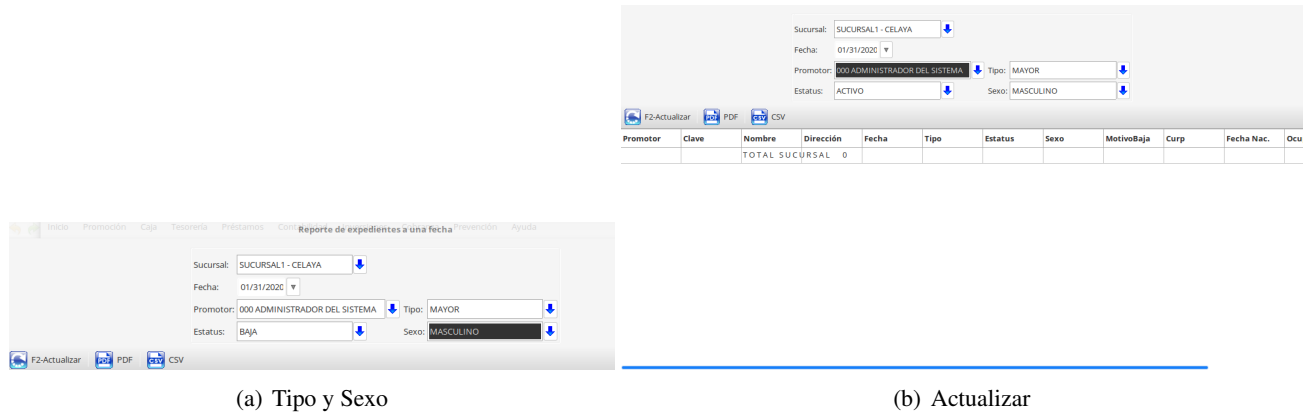 Inicio Promoción Caja Tesorería Préstamos Prevención Ayuda
Reporte de expedientes a una fecha
Sucursal: SUCURSAL1 - CELAYA
Fecha: 01/31/2020
Promotor: 000 ADMINISTRADOR DEL SISTEMA Tipo: MAYOR
Estatus: BAJA Sexo: MASCULINO
F2-Actualizar PDF CSV
(a) Tipo y Sexo
Sucursal: SUCURSAL1 - CELAYA
Fecha: 01/31/2020
Promotor: 000 ADMINISTRADOR DEL SISTEMA Tipo: MAYOR
Estatus: ACTIVO Sexo: MASCULINO
F2-Actualizar PDF CSV
Promotor Clave Nombre Dirección Fecha Tipo Estatus Sexo MotivoBaja Curp Fecha Nac. Ocu
TOTAL SUCURSAL 0
(b) Actualizar